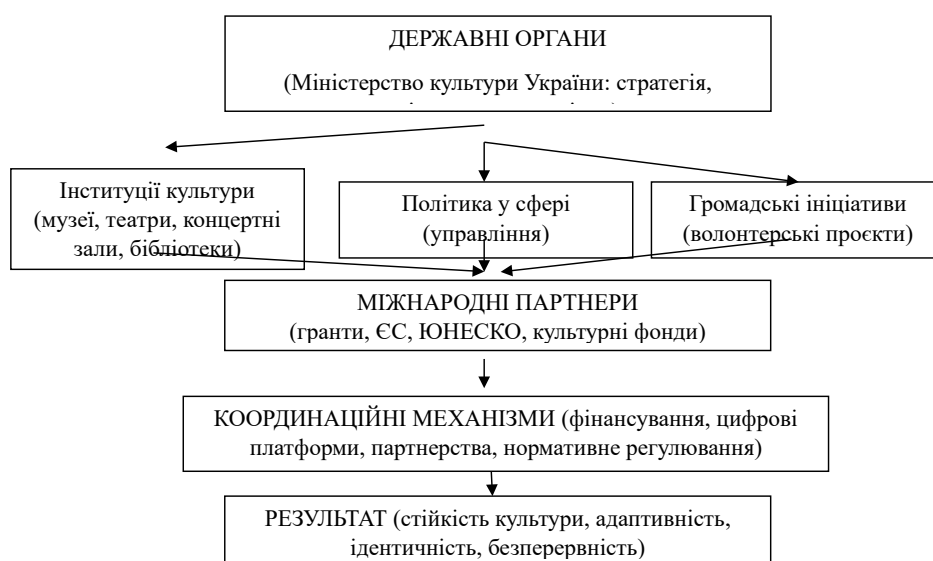 ДЕРЖАВНІ ОРГАНИ
(Міністерство культури України: стратегія,
Інституції культури
(музеї, театри, концертні
зали, бібліотеки)
Політика у сфері
(управління)
Громадські ініціативи
(волонтерські проєкти)
МІЖНАРОДНІ ПАРТНЕРИ
(гранти, ЄС, ЮНЕСКО, культурні фонди)
КООРДИНАЦІЙНІ МЕХАНІЗМИ (фінансування, цифрові
платформи, партнерства, нормативне регулювання)
РЕЗУЛЬТАТ (стійкість культури, адаптивність,
ідентичність, безперервність)